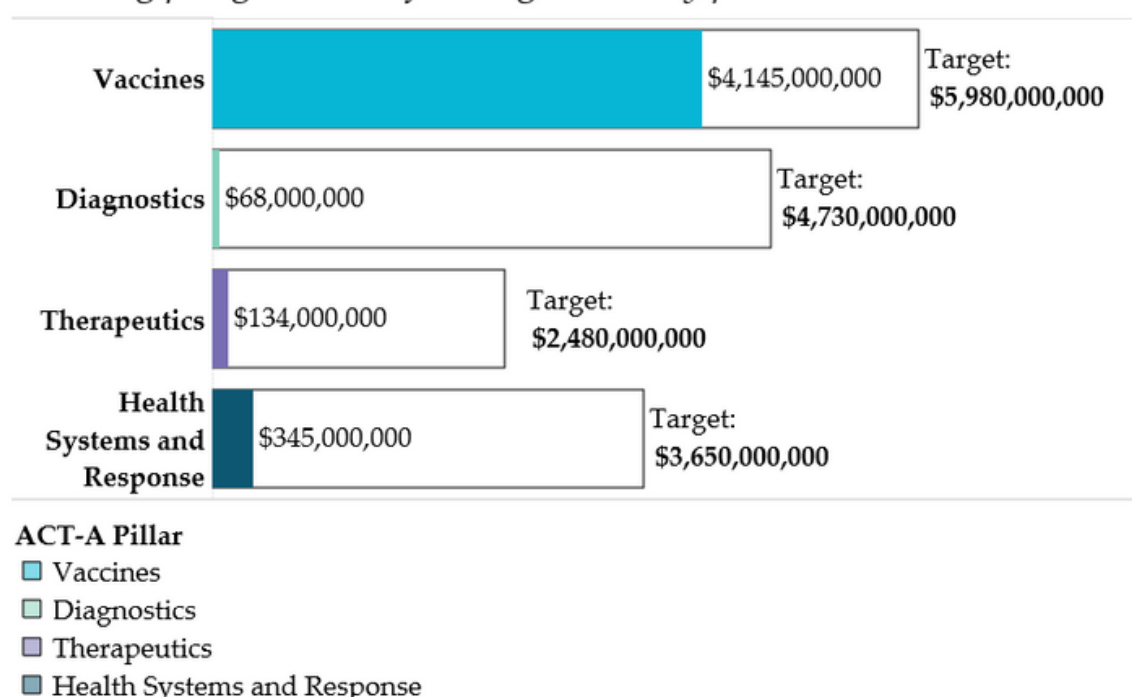 Vaccines
$4,145,000,000
Target:
$5,980,000,000
Diagnostics
$68,000,000
Target:
$4,730,000,000
Therapeutics
$134,000,000
Target:
$2,480,000,000
Health
Systems and
Response
$345,000,000
Target:
$3,650,000,000
ACT-A Pillar
Vaccines
Diagnostics
Therapeutics
Health Systems and Response